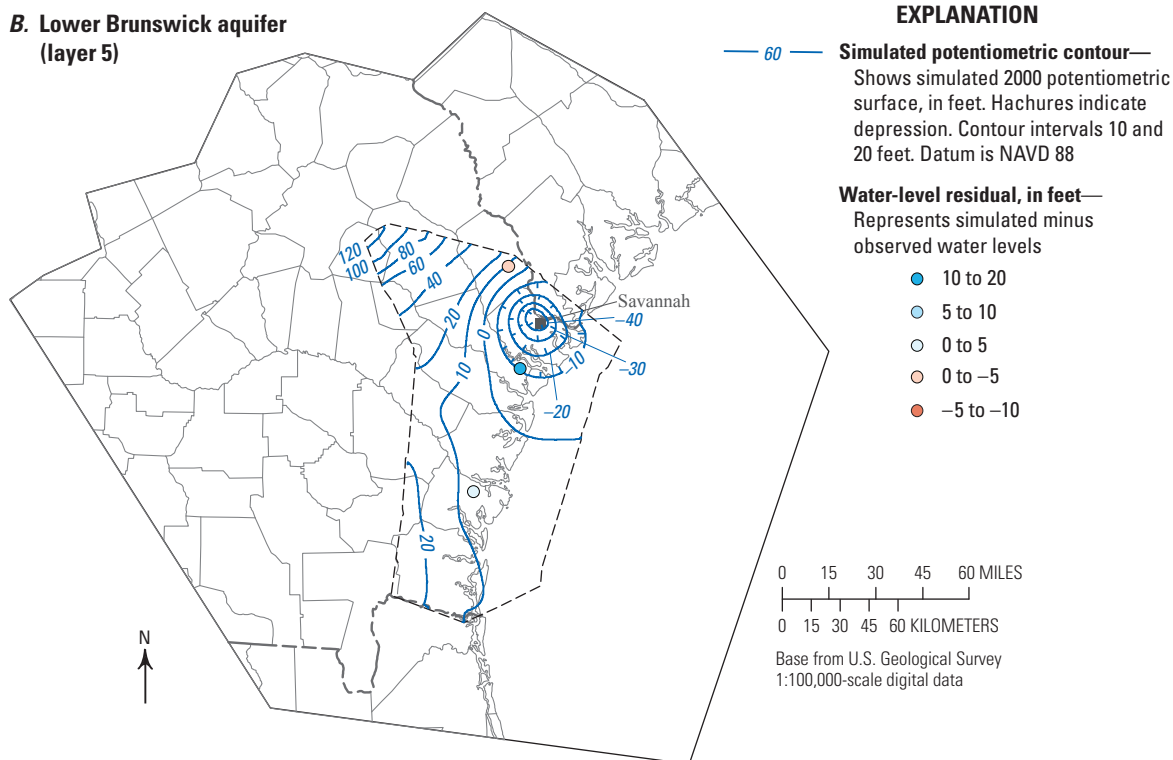 B. Lower Brunswick aquifer
(layer 5)
120
100
80
60
40
20
10
0
20
Savannah
–40
–30
–10
–20
N
EXPLANATION
60
Simulated potentiometric contour—
Shows simulated 2000 potentiometric
surface, in feet. Hachures indicate
depression. Contour intervals 10 and
20 feet. Datum is NAVD 88
Water-level residual, in feet—
Represents simulated minus
observed water levels
10 to 20
5 to 10
0 to 5
0 to –5
–5 to –10
0 15 30 45 60 MILES
0 15 30 45 60 KILOMETERS
Base from U.S. Geological Survey
1:100,000-scale digital data